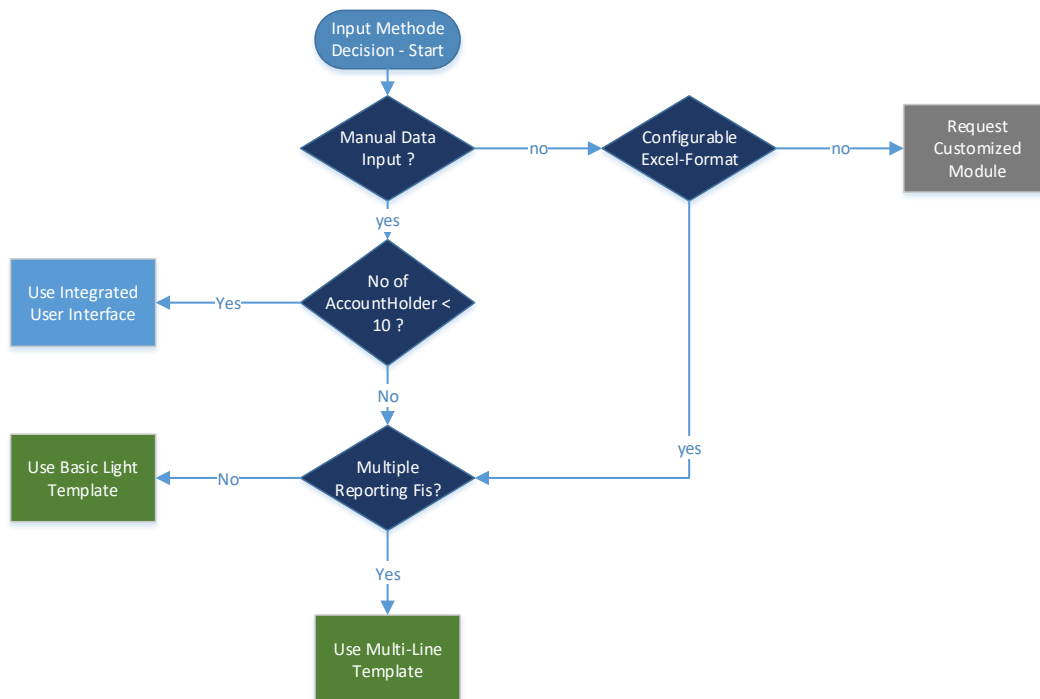 Input Methode
Decision - Start
Manual Data
Input ?
no
Configurable
Excel-Format
no
Request
Customized
Module
yes
No of
AccountHolder <
10 ?
Yes
Use Integrated
User Interface
No
yes
Multiple
Reporting Fis?
No
Use Basic Light
Template
Yes
Use Multi-Line
Template